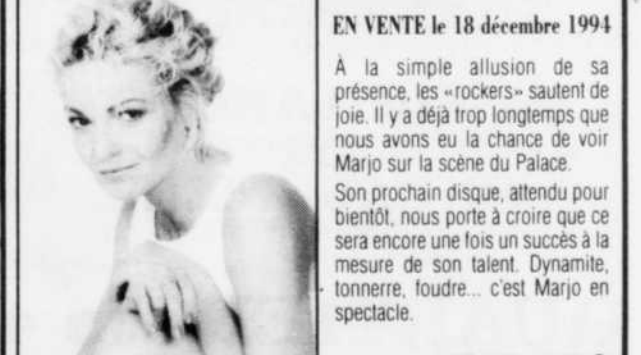 EN VENTE le 18 décembre 1994
À la simple allusion de sa
présence, les «rockers» sautent de
joie. Il y a déjà trop longtemps que
nous avons eu la chance de voir
Marjo sur la scène du Palace.
Son prochain disque, attendu pour
bientôt, nous porte à croire que ce
sera encore une fois un succès à la
mesure de son talent. Dynamite,
tonnerre, foudre... c'est Marjo en
spectacle.